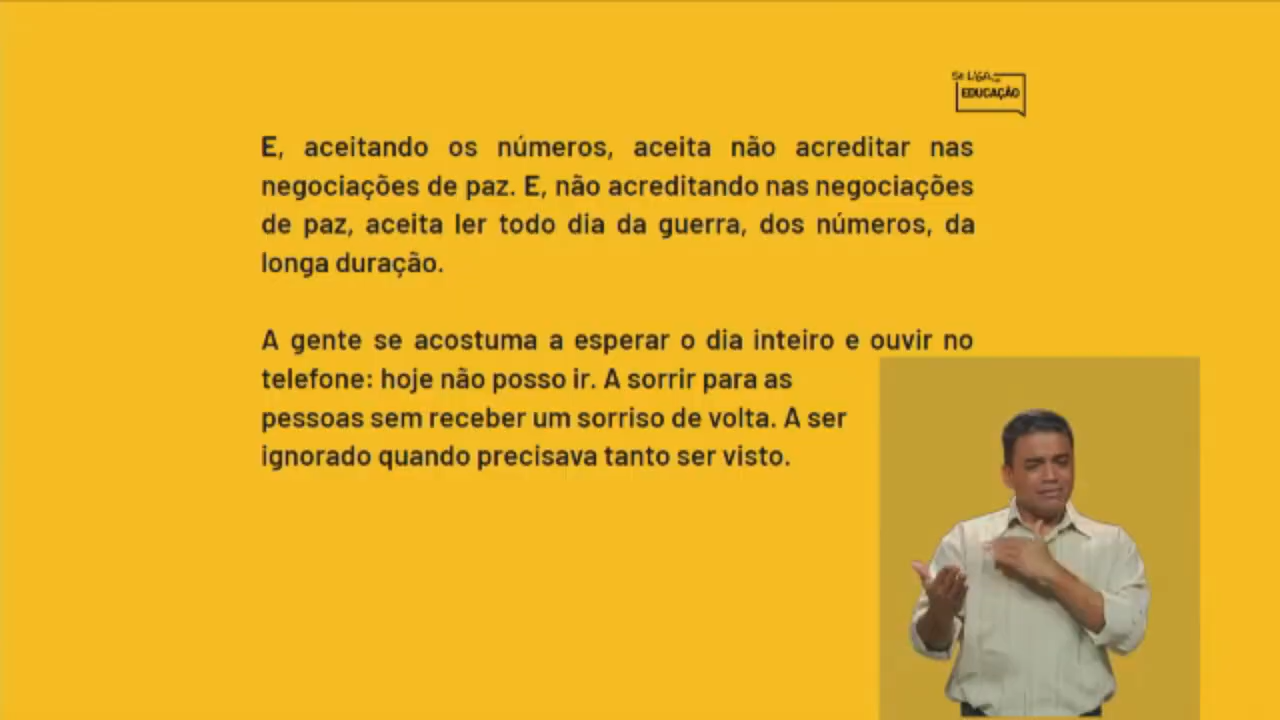 Se LIGA na
EDUCAÇÃO
E, aceitando os números, aceita não acreditar nas
negociações de paz. E, não acreditando nas negociações
de paz, aceita ler todo dia da guerra, dos números, da
longa duração.
A gente se acostuma a esperar o dia inteiro e ouvir no
telefone: hoje não posso ir. A sorrir para as
pessoas sem receber um sorriso de volta. A ser
ignorado quando precisava tanto ser visto.